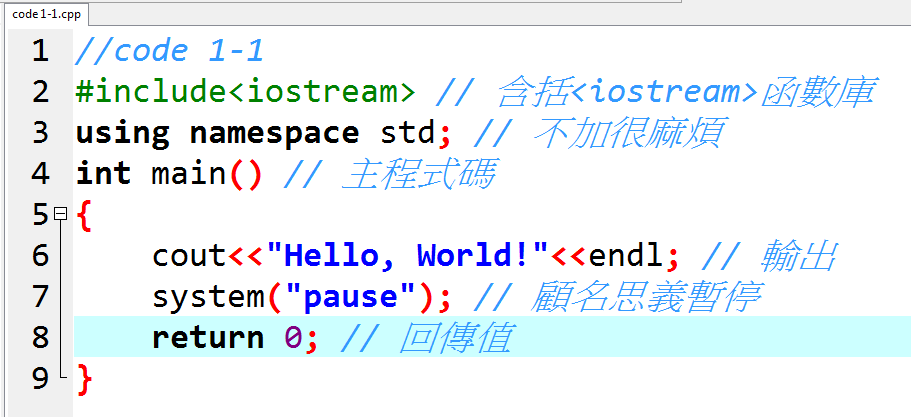 code1-1.cpp
1 //code 1-1
2 #include<iostream> // 含括<iostream>函數庫
3 using namespace std; // 不加很麻煩
4 int main() // 主程式碼
5 {
6 cout<<"Hello, World!"<<endl; // 輸出
7 system("pause"); // 顧名思義暫停
8 return 0; // 回傳值
9 }